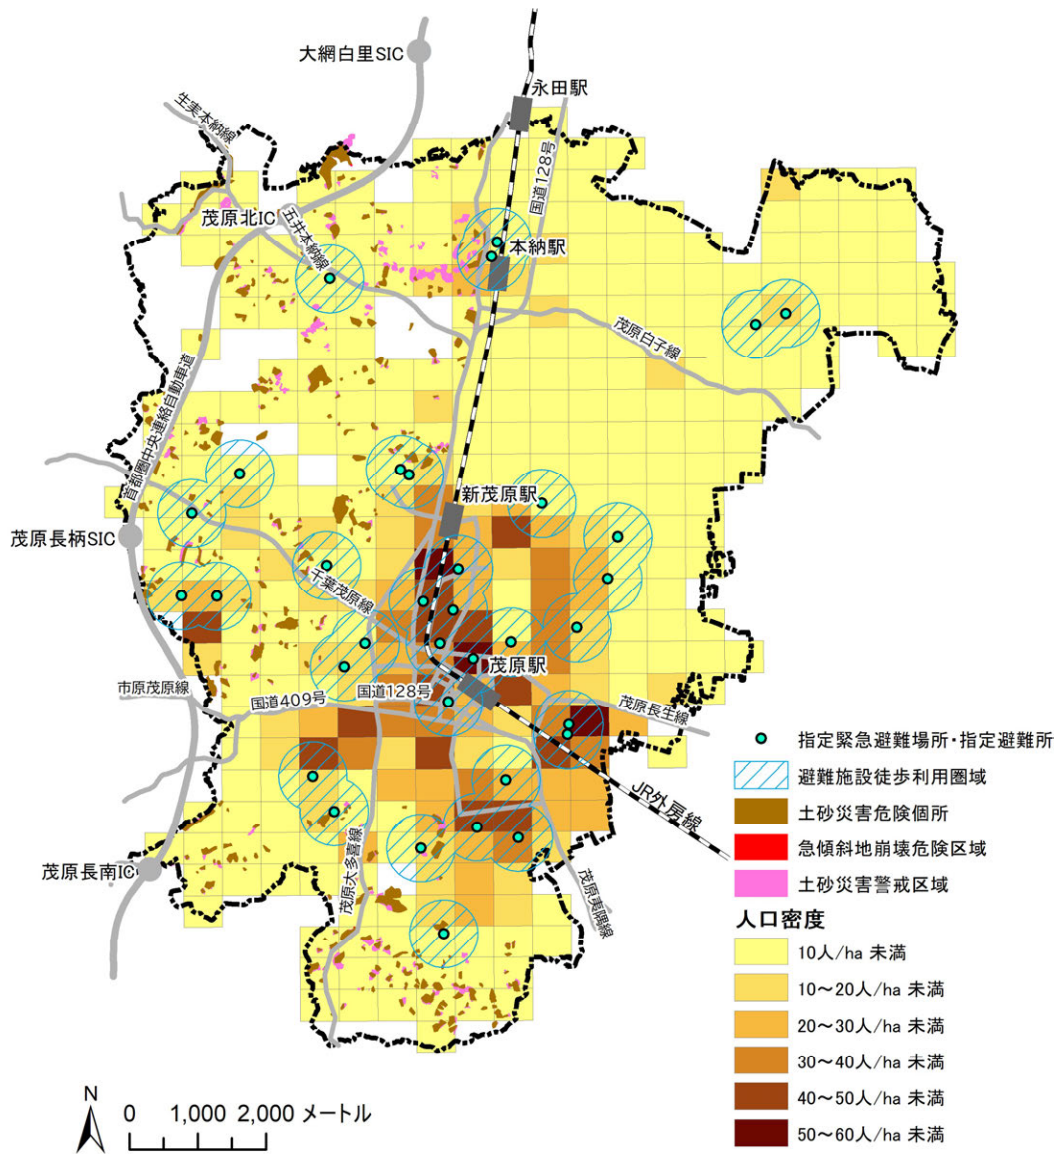 大網白里SIC
永田駅
生実本納線
国道128号
茂原北IC
五井本納線
本納駅
茂原白子線
首都圏中央連絡自動車道
新茂原駅
茂原長柄SIC
千葉茂原線
茂原駅
市原茂原線
国道409号
国道128号
茂原長生線
JR外房線
茂原長南IC
茂原大多喜線
茂原夷隅線
指定緊急避難場所・指定避難所
避難施設徒歩利用圏域
土砂災害危険個所
急傾斜地崩壊危険区域
土砂災害警戒区域
人口密度
10人/ha 未満
10～20人/ha 未満
20～30人/ha 未満
30～40人/ha 未満
40～50人/ha 未満
50～60人/ha 未満
N
0 1,000 2,000 メートル